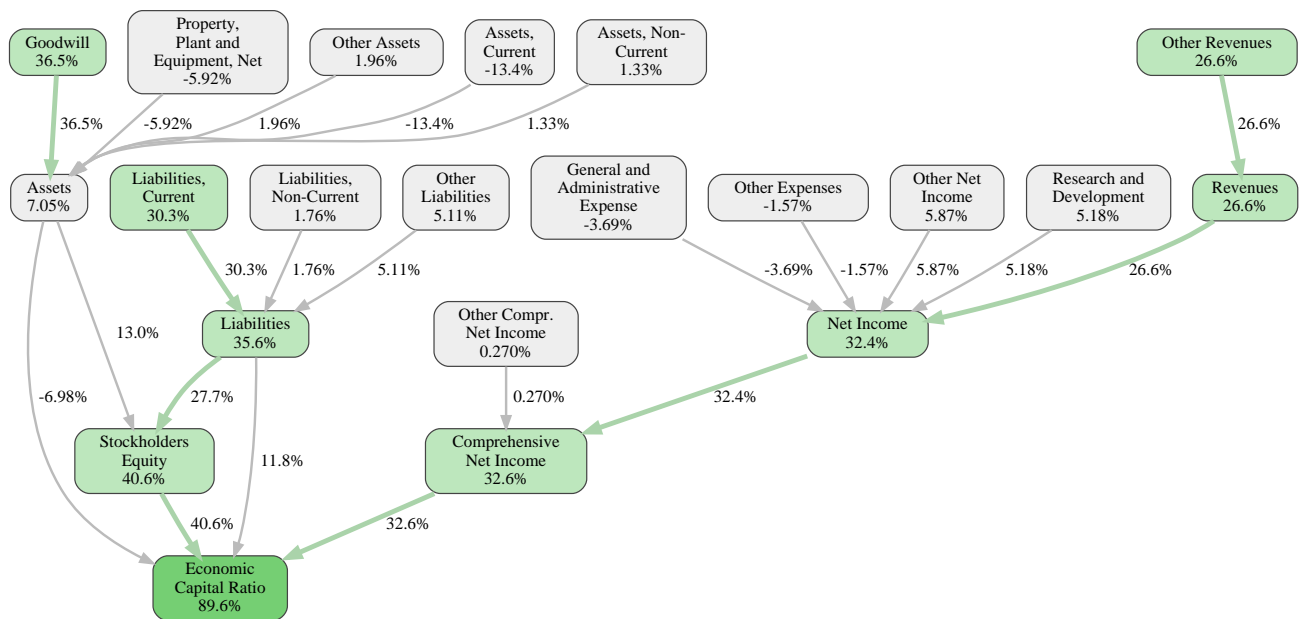 Goodwill
36.5%
Property,
Plant and
Equipment, Net
-5.92%
Other Assets
1.96%
Assets,
Current
-13.4%
Assets, Non-
Current
1.33%
Other Revenues
26.6%
36.5%
-5.92%
1.96%
-13.4%
1.33%
26.6%
Assets
7.05%
Liabilities,
Current
30.3%
Liabilities,
Non-Current
1.76%
Other
Liabilities
5.11%
General and
Administrative
Expense
-3.69%
Other Expenses
-1.57%
Other Net
Income
5.87%
Research and
Development
5.18%
Revenues
26.6%
30.3%
1.76%
5.11%
-3.69%
-1.57%
5.87%
5.18%
26.6%
13.0%
Liabilities
35.6%
Other Compr.
Net Income
0.270%
Net Income
32.4%
-6.98%
27.7%
0.270%
32.4%
Stockholders
Equity
40.6%
11.8%
Comprehensive
Net Income
32.6%
40.6%
32.6%
Economic
Capital Ratio
89.6%